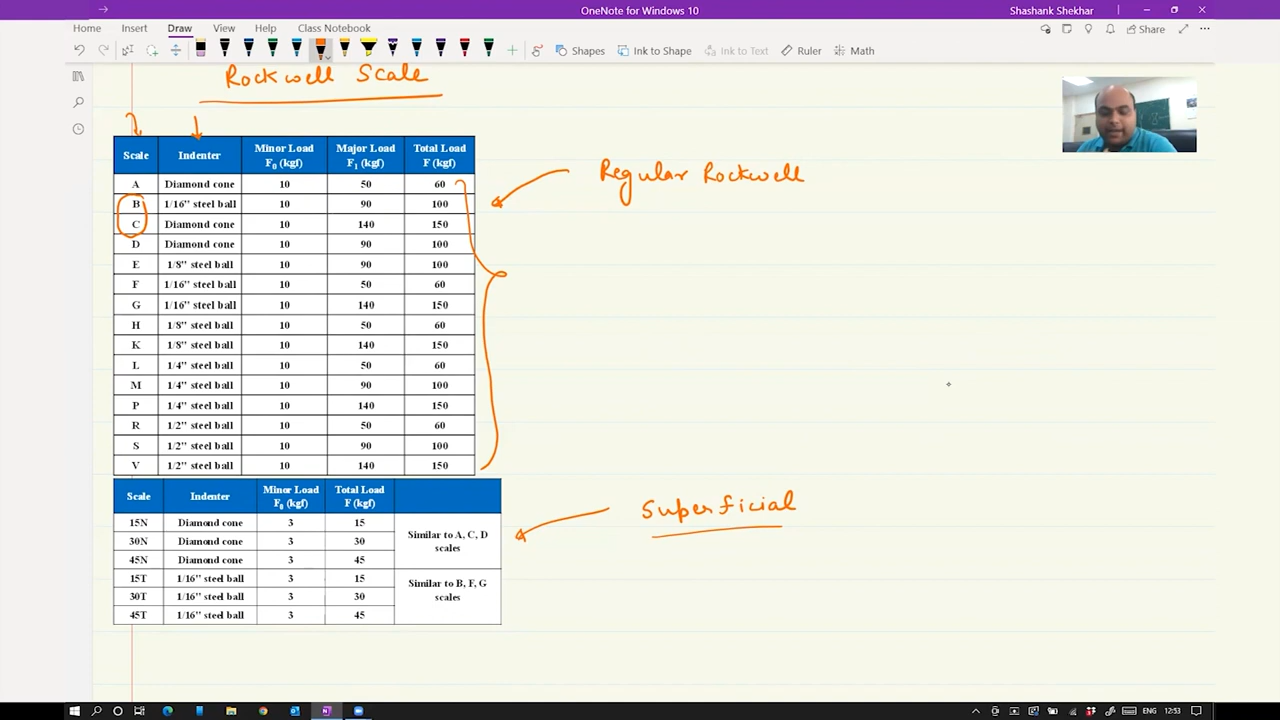 OneNote for Windows 10
Shashank Shekhar
Home Insert Draw View Help Class Notebook
Share
Shapes Ink to Shape Ink to Text Ruler Math
Rockwell Scale
Scale Indenter Minor Load F0 (kgf) Major Load F1 (kgf) Total Load F (kgf)
A Diamond cone 10 50 60
B 1/16” steel ball 10 90 100
C Diamond cone 10 140 150
D Diamond cone 10 90 100
E 1/8” steel ball 10 90 100
F 1/16” steel ball 10 50 60
G 1/16” steel ball 10 140 150
H 1/8” steel ball 10 50 60
K 1/8” steel ball 10 140 150
L 1/4” steel ball 10 50 60
M 1/4” steel ball 10 90 100
P 1/4” steel ball 10 140 150
R 1/2” steel ball 10 50 60
S 1/2” steel ball 10 90 100
V 1/2” steel ball 10 140 150
Regular Rockwell
Scale Indenter Minor Load F0 (kgf) Total Load F (kgf)
15N Diamond cone 3 15
30N Diamond cone 3 30
45N Diamond cone 3 45
Similar to A, C, D
scales
15T 1/16” steel ball 3 15
30T 1/16” steel ball 3 30
45T 1/16” steel ball 3 45
Similar to B, F, G
scales
Superficial
ENG 12:53